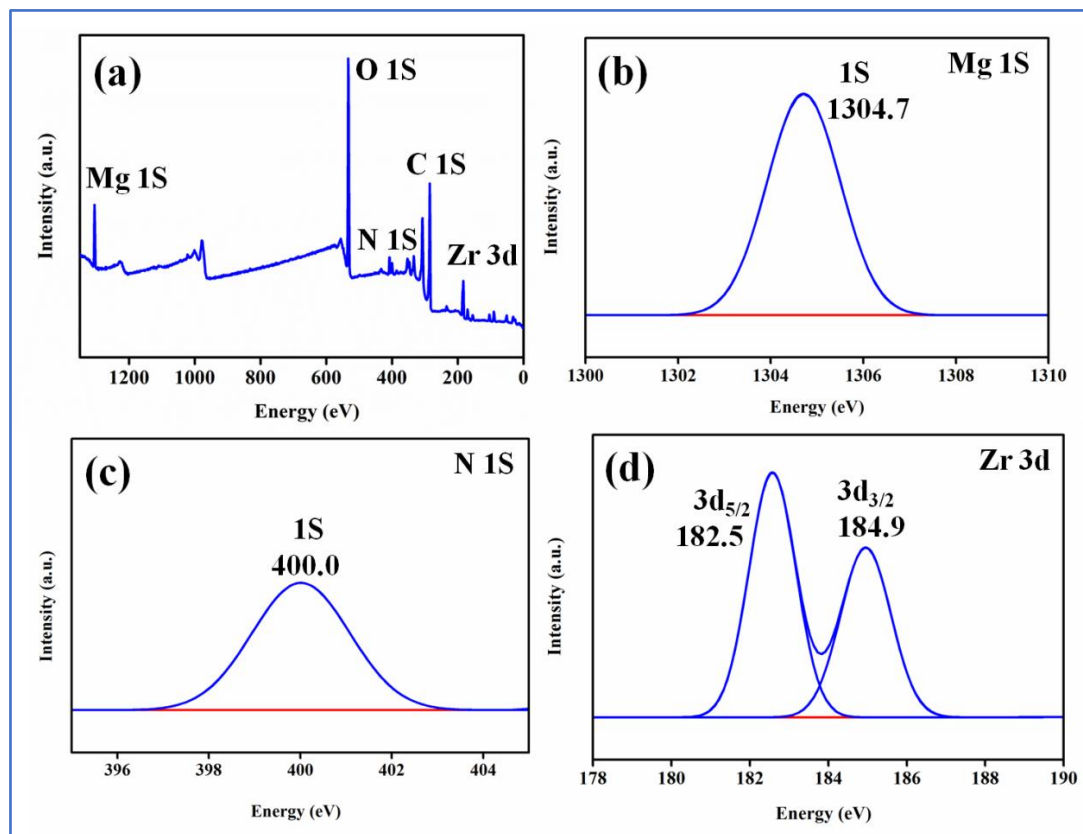 (a)
O 1S
C 1S
Mg 1S
N 1S
Zr 3d
Intensity (a.u.)
1200 1000 800 600 400 200 0
Energy (eV)
(b)
Mg 1S
1S
1304.7
Intensity (a.u.)
1300 1302 1304 1306 1308 1310
Energy (eV)
(c)
N 1S
1S
400.0
Intensity (a.u.)
396 398 400 402 404
Energy (eV)
(d)
Zr 3d
3d5/2
182.5
3d3/2
184.9
Intensity (a.u.)
178 180 182 184 186 188 190
Energy (eV)